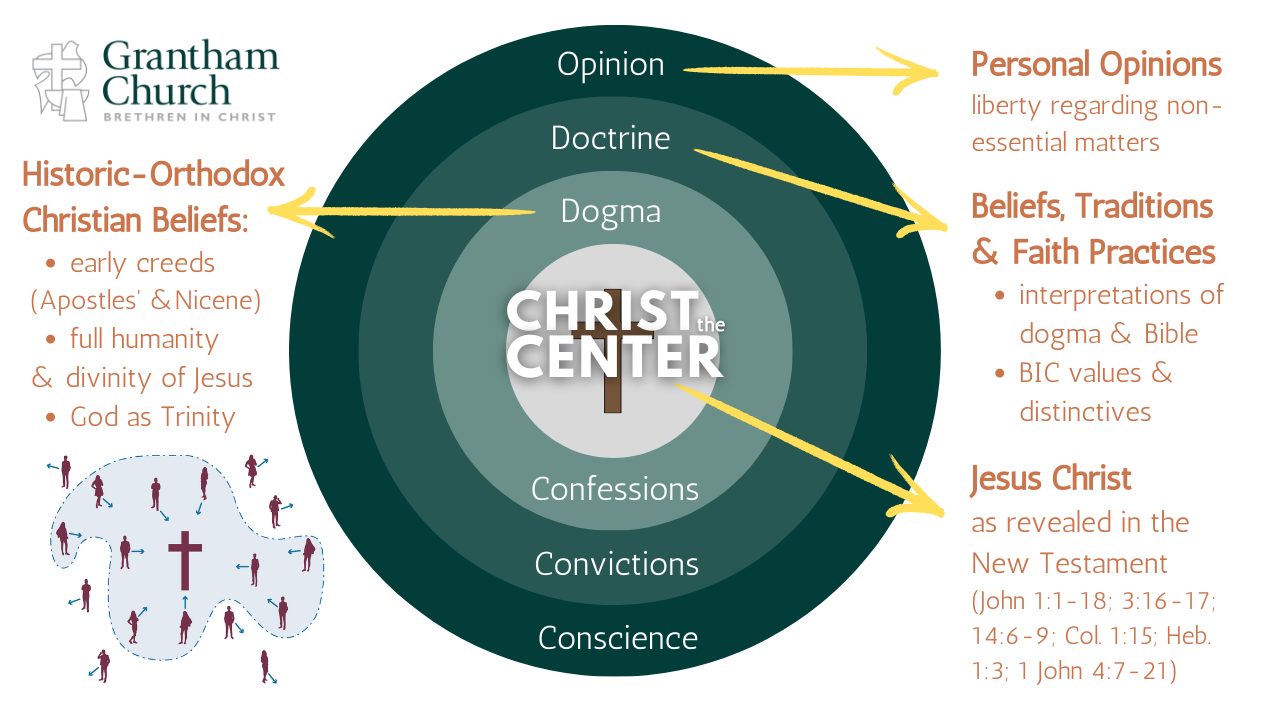 Grantham
Church
BRETHREN IN CHRIST
Historic-Orthodox
Christian Beliefs:
• early creeds
(Apostles' & Nicene)
• full humanity
& divinity of Jesus
• God as Trinity
Opinion
Doctrine
Dogma
CHRIST the
CENTER
Confessions
Convictions
Conscience
Personal Opinions
liberty regarding non-
essential matters
Beliefs, Traditions
& Faith Practices
• interpretations of
dogma & Bible
• BIC values &
distinctives
Jesus Christ
as revealed in the
New Testament
(John 1:1-18; 3:16-17;
14:6-9; Col. 1:15; Heb.
1:3; 1 John 4:7-21)